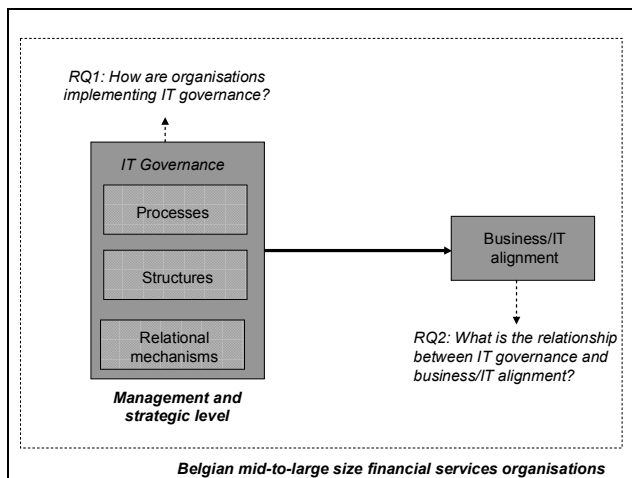 RQ1: How are organisations
implementing IT governance?
IT Governance
Processes
Structures
Relational
mechanisms
Management and
strategic level
Business/IT
alignment
RQ2: What is the relationship
between IT governance and
business/IT alignment?
Belgian mid-to-large size financial services organisations